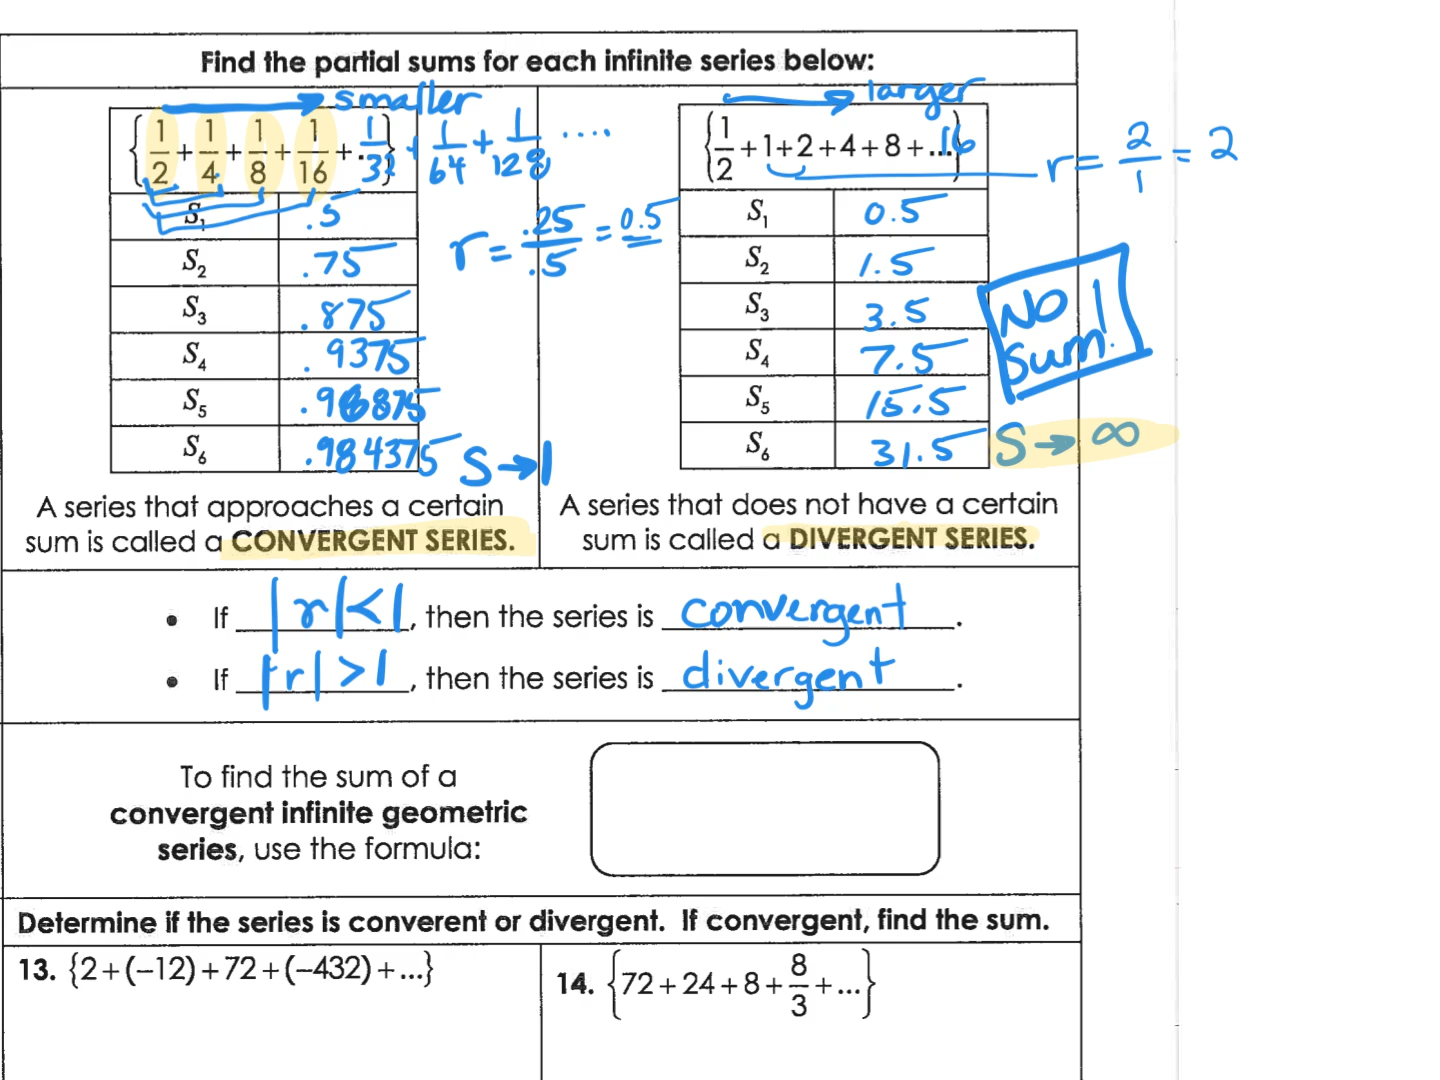 Find the partial sums for each infinite series below:
smaller
{1/2 + 1/4 + 1/8 + 1/16 + ...} 1/32 + 1/64 + 1/128 ....
S₁ .5
S₂ .75
S₃ .875
S₄ .9375
S₅
S₆ .984375
r = .25/.5 = 0.5
S → 1
A series that approaches a certain
sum is called a CONVERGENT SERIES.
larger
{1/2 + 1 + 2 + 4 + 8 + ...} 16
r = 2/1 = 2
S₁ 0.5
S₂ 1.5
S₃ 3.5
S₄ 7.5
S₅ 15.5
S₆ 31.5
No
Sum!
S → ∞
A series that does not have a certain
sum is called a DIVERGENT SERIES.
• If |r| < 1, then the series is convergent.
• If |r| > 1, then the series is divergent.
To find the sum of a
convergent infinite geometric
series, use the formula:
Determine if the series is converent or divergent. If convergent, find the sum.
13. {2 + (−12) + 72 + (−432) + ...}
14. {72 + 24 + 8 + 8/3 + ...}